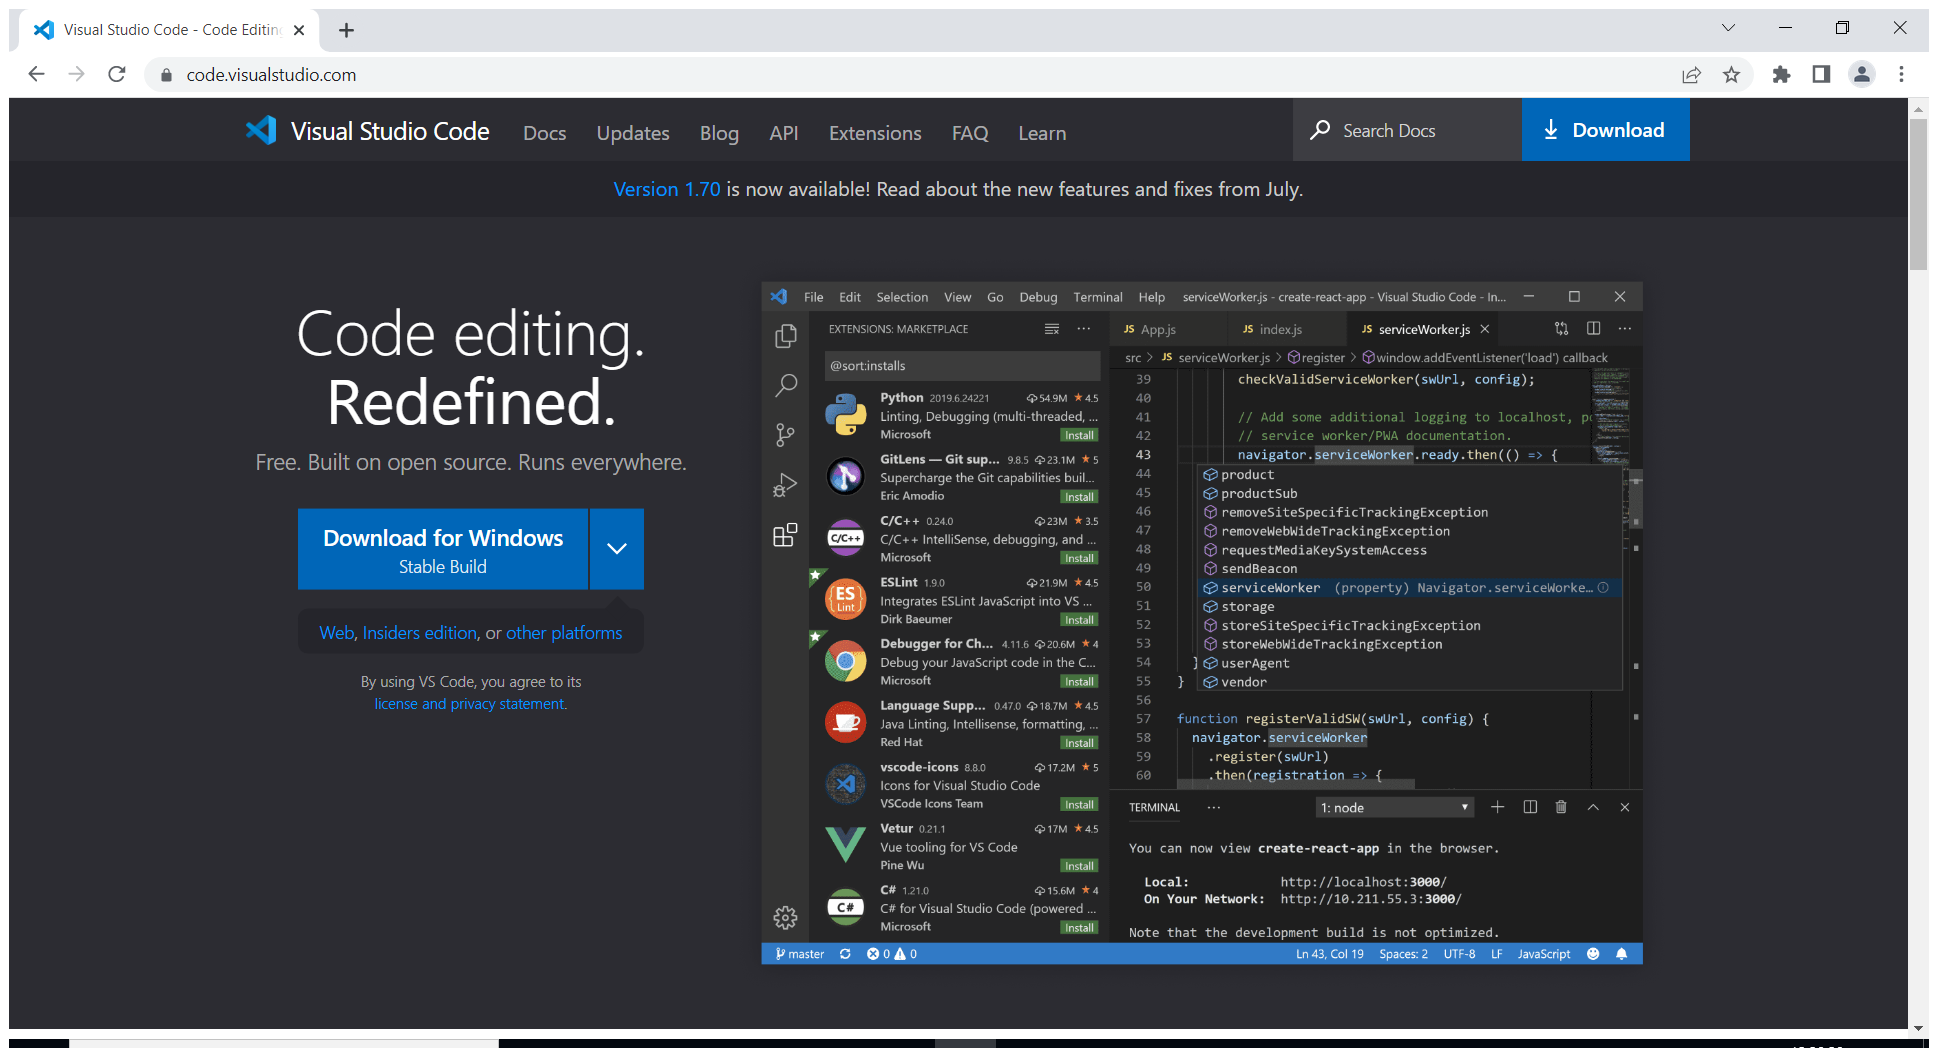 Visual Studio Code - Code Editing
code.visualstudio.com
Visual Studio Code
Docs
Updates
Blog
API
Extensions
FAQ
Learn
Search Docs
Download
Version 1.70 is now available! Read about the new features and fixes from July.
Code editing.
Redefined.
Free. Built on open source. Runs everywhere.
Download for Windows
Stable Build
Web, Insiders edition, or other platforms
By using VS Code, you agree to its
license and privacy statement.
File Edit Selection View Go Debug Terminal Help serviceWorker.js - create-react-app - Visual Studio Code - In...
EXTENSIONS: MARKETPLACE
@sort:installs
Python 2019.6.24221 54.9M 4.5
Linting, Debugging (multi-threaded, ...
Microsoft Install
GitLens — Git sup... 9.8.5 23.1M 5
Supercharge the Git capabilities buil...
Eric Amodio Install
C/C++ 0.24.0 23M 3.5
C/C++
C/C++ IntelliSense, debugging, and ...
Microsoft Install
ESLint 1.9.0 21.9M 4.5
ES
Lint
Integrates ESLint JavaScript into VS ...
Dirk Baeumer Install
Debugger for Ch... 4.11.6 20.6M 4
Debug your JavaScript code in the C...
Microsoft Install
Language Supp... 0.47.0 18.7M 4.5
Java Linting, Intellisense, formatting, ...
Red Hat Install
vscode-icons 8.8.0 17.2M 5
Icons for Visual Studio Code
VSCode Icons Team Install
Vetur 0.21.1 17M 4.5
Vue tooling for VS Code
Pine Wu Install
C# 1.21.0 15.6M 4
C#
C# for Visual Studio Code (powered ...
Microsoft Install
JS App.js JS index.js JS serviceWorker.js
src > JS serviceWorker.js > register > window.addEventListener('load') callback
39 checkValidServiceWorker(swUrl, config);
40
41 // Add some additional logging to localhost, po
42 // service worker/PWA documentation.
43 navigator.serviceWorker.ready.then(() => {
44 product
45 productSub
46 removeSiteSpecificTrackingException
47 removeWebWideTrackingException
48 requestMediaKeySystemAccess
49 sendBeacon
50 serviceWorker (property) Navigator.serviceWorke...
51 storage
52 storeSiteSpecificTrackingException
53 storeWebWideTrackingException
54 } userAgent
55 } vendor
56
57 function registerValidSW(swUrl, config) {
58 navigator.serviceWorker
59 .register(swUrl)
60 .then(registration => {
TERMINAL ... 1: node
You can now view create-react-app in the browser.
Local: http://localhost:3000/
On Your Network: http://10.211.55.3:3000/
Note that the development build is not optimized.
master 0 0 Ln 43, Col 19 Spaces: 2 UTF-8 LF JavaScript